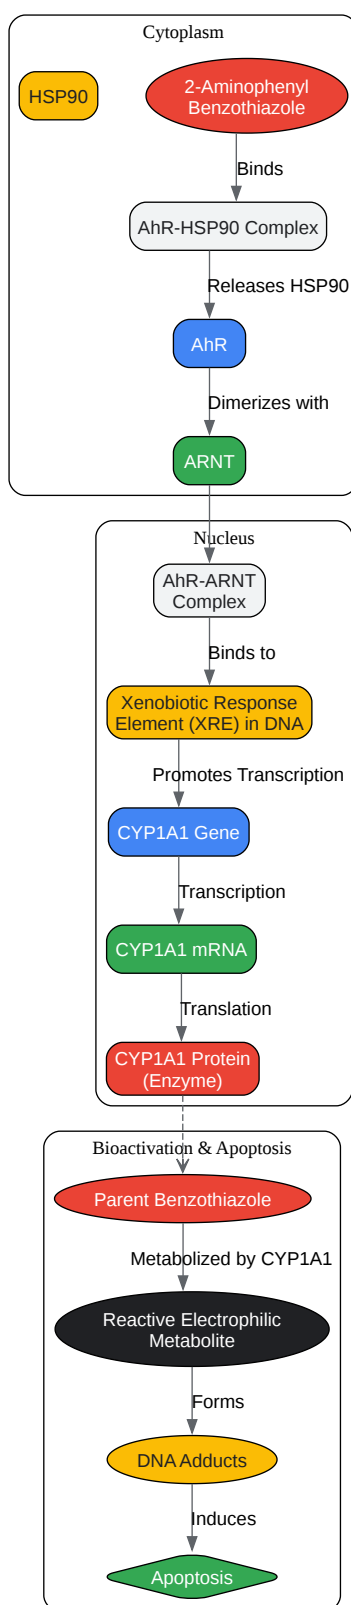 Cytoplasm
HSP90
2-Aminophenyl
Benzothiazole
Binds
AhR-HSP90 Complex
Releases HSP90
AhR
Dimerizes with
ARNT
Nucleus
AhR-ARNT
Complex
Binds to
Xenobiotic Response
Element (XRE) in DNA
Promotes Transcription
CYP1A1 Gene
Transcription
CYP1A1 mRNA
Translation
CYP1A1 Protein
(Enzyme)
Bioactivation & Apoptosis
Parent Benzothiazole
Metabolized by CYP1A1
Reactive Electrophilic
Metabolite
Forms
DNA Adducts
Induces
Apoptosis